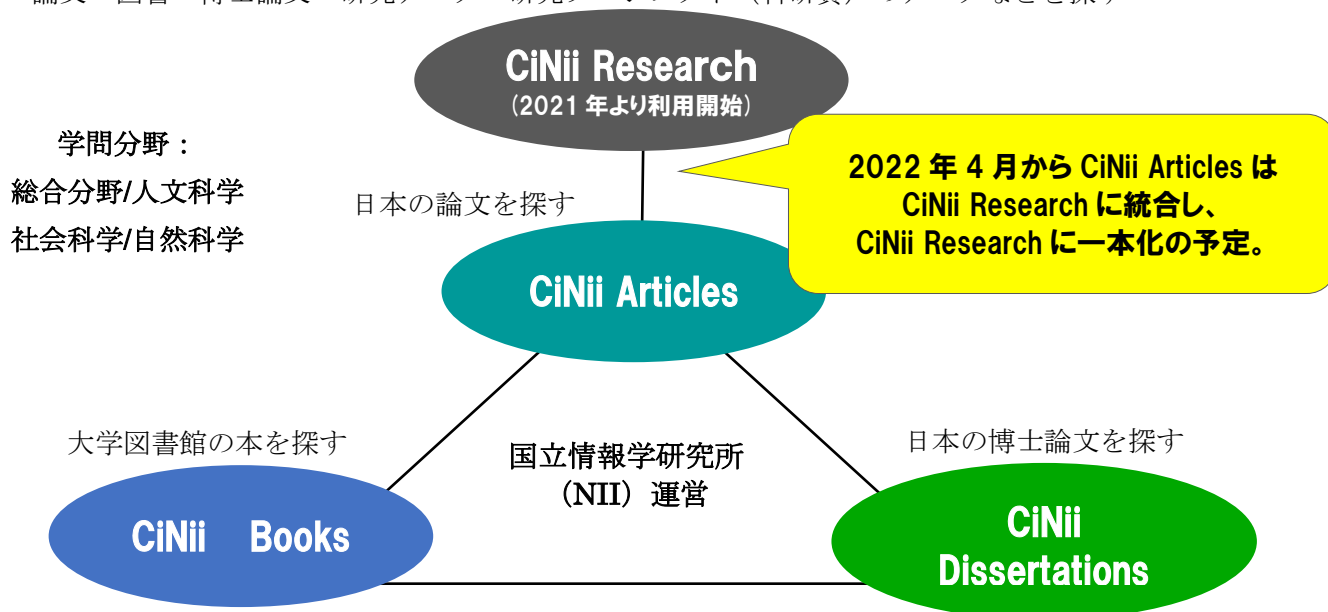 CiNii Research
(2021 年より利用開始)
学問分野：
総合分野/人文科学
社会科学/自然科学
2022 年 4 月から CiNii Articles は
CiNii Research に統合し、
CiNii Research に一本化の予定。
日本の論文を探す
CiNii Articles
大学図書館の本を探す
国立情報学研究所
（NII）運営
日本の博士論文を探す
CiNii Books
CiNii
Dissertations